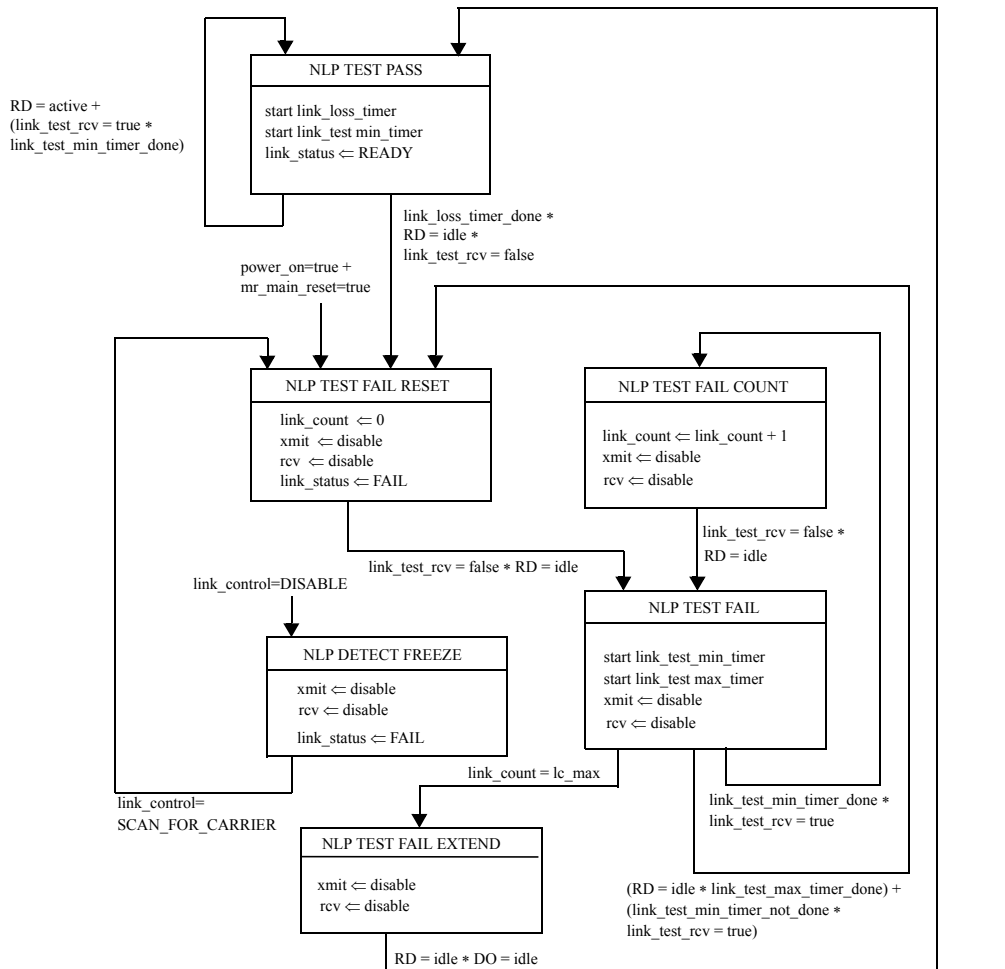 NLP TEST PASS
start link_loss_timer
start link_test min_timer
link_status ⇐ READY
RD = active +
(link_test_rcv = true *
link_test_min_timer_done)
link_loss_timer_done *
RD = idle *
link_test_rcv = false
power_on=true +
mr_main_reset=true
NLP TEST FAIL RESET
link_count ⇐ 0
xmit ⇐ disable
rcv ⇐ disable
link_status ⇐ FAIL
NLP TEST FAIL COUNT
link_count ⇐ link_count + 1
xmit ⇐ disable
rcv ⇐ disable
link_test_rcv = false *
RD = idle
link_test_rcv = false * RD = idle
link_control=DISABLE
NLP DETECT FREEZE
xmit ⇐ disable
rcv ⇐ disable
link_status ⇐ FAIL
NLP TEST FAIL
start link_test_min_timer
start link_test max_timer
xmit ⇐ disable
rcv ⇐ disable
link_count = lc_max
link_control=
SCAN_FOR_CARRIER
link_test_min_timer_done *
link_test_rcv = true
NLP TEST FAIL EXTEND
xmit ⇐ disable
rcv ⇐ disable
(RD = idle * link_test_max_timer_done) +
(link_test_min_timer_not_done *
link_test_rcv = true)
RD = idle * DO = idle